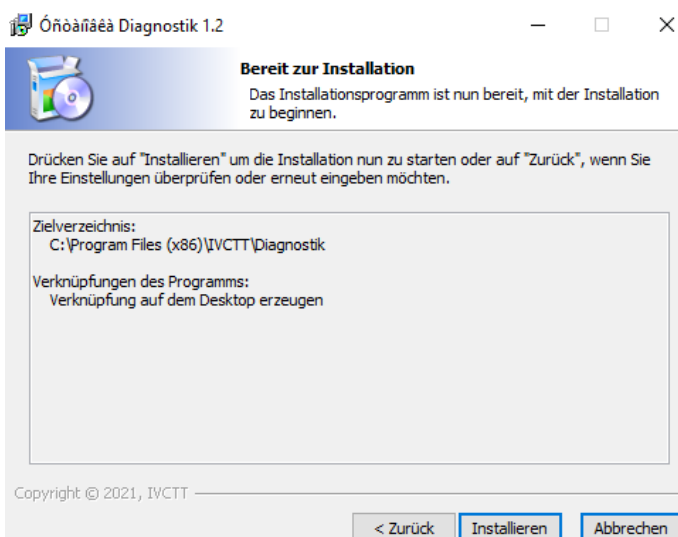 Óñòàíîâêà Diagnostik 1.2
Bereit zur Installation
Das Installationsprogramm ist nun bereit, mit der Installation
zu beginnen.
Drücken Sie auf "Installieren" um die Installation nun zu starten oder auf "Zurück", wenn Sie
Ihre Einstellungen überprüfen oder erneut eingeben möchten.
Zielverzeichnis:
C:\Program Files (x86)\IVCTT\Diagnostik
Verknüpfungen des Programms:
Verknüpfung auf dem Desktop erzeugen
Copyright © 2021, IVCTT
< Zurück
Installieren
Abbrechen